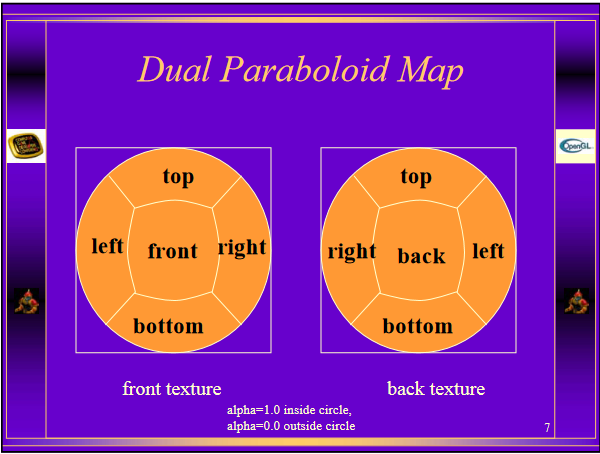 Dual Paraboloid Map
OpenGL
top
top
left
front
right
right
back
left
bottom
bottom
front texture
back texture
alpha=1.0 inside circle,
alpha=0.0 outside circle
7